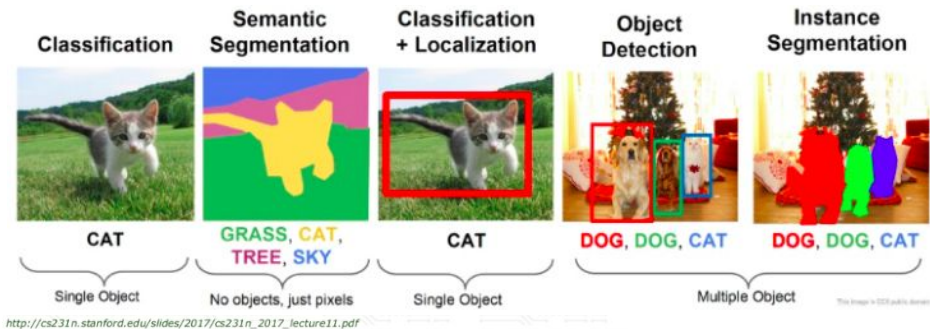 Classification
Semantic
Segmentation
Classification
+ Localization
Object
Detection
Instance
Segmentation
CAT
GRASS, CAT,
TREE, SKY
CAT
DOG, DOG, CAT
DOG, DOG, CAT
Single Object
No objects, just pixels
Single Object
Multiple Object
This image is CC0 public domain
http://cs231n.stanford.edu/slides/2017/cs231n_2017_lecture11.pdf